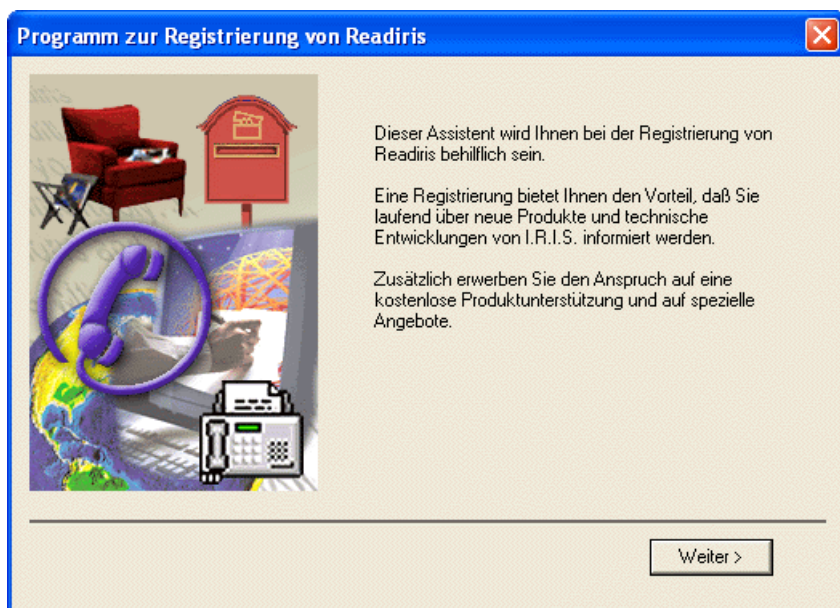 Programm zur Registrierung von Readiris
Dieser Assistent wird Ihnen bei der Registrierung von
Readiris behilflich sein.
Eine Registrierung bietet Ihnen den Vorteil, daß Sie
laufend über neue Produkte und technische
Entwicklungen von I.R.I.S. informiert werden.
Zusätzlich erwerben Sie den Anspruch auf eine
kostenlose Produktunterstützung und auf spezielle
Angebote.
Weiter >